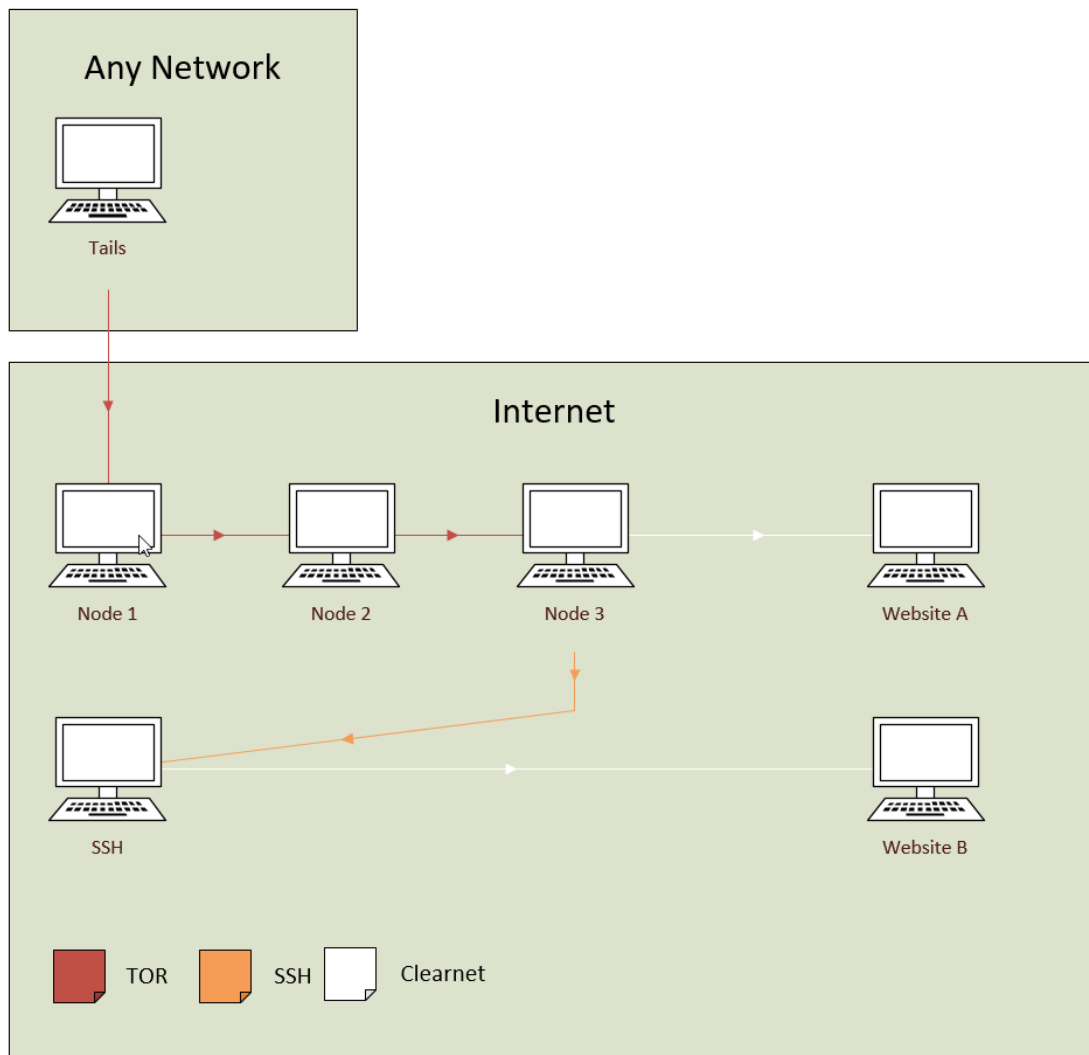 Any Network
Tails
Internet
Node 1
Node 2
Node 3
Website A
SSH
Website B
TOR
SSH
Clearnet